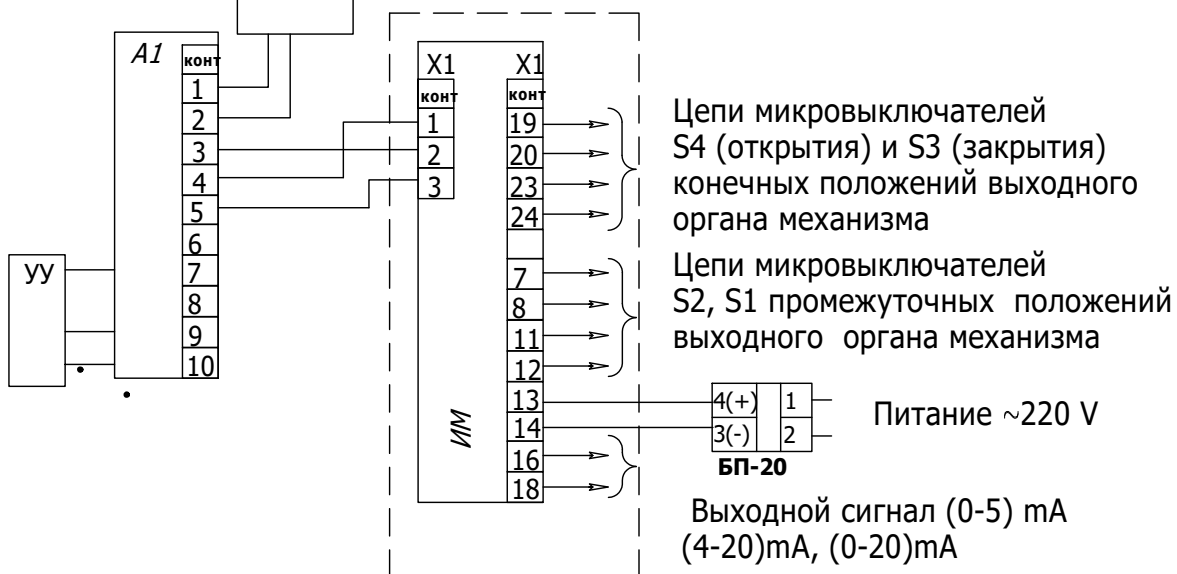 А1
конт
1
2
3
4
5
6
7
8
9
10
УУ
X1
конт
1
2
3
ИМ
X1
конт
19
20
23
24
7
8
11
12
13
14
16
18
Цепи микровыключателей
S4 (открытия) и S3 (закрытия)
конечных положений выходного
органа механизма
Цепи микровыключателей
S2, S1 промежуточных положений
выходного органа механизма
4(+) 1
3(-) 2
БП-20
Питание ~220 V
Выходной сигнал (0-5) mA
(4-20)mA, (0-20)mA